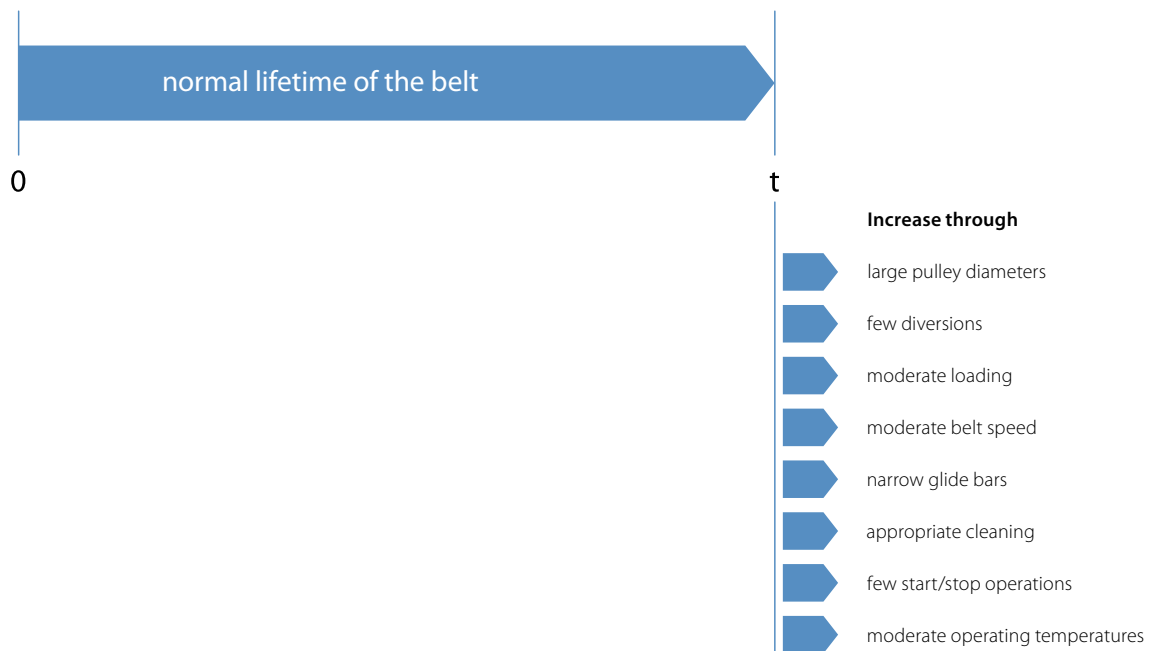 normal lifetime of the belt
0
t
Increase through
large pulley diameters
few diversions
moderate loading
moderate belt speed
narrow glide bars
appropriate cleaning
few start/stop operations
moderate operating temperatures